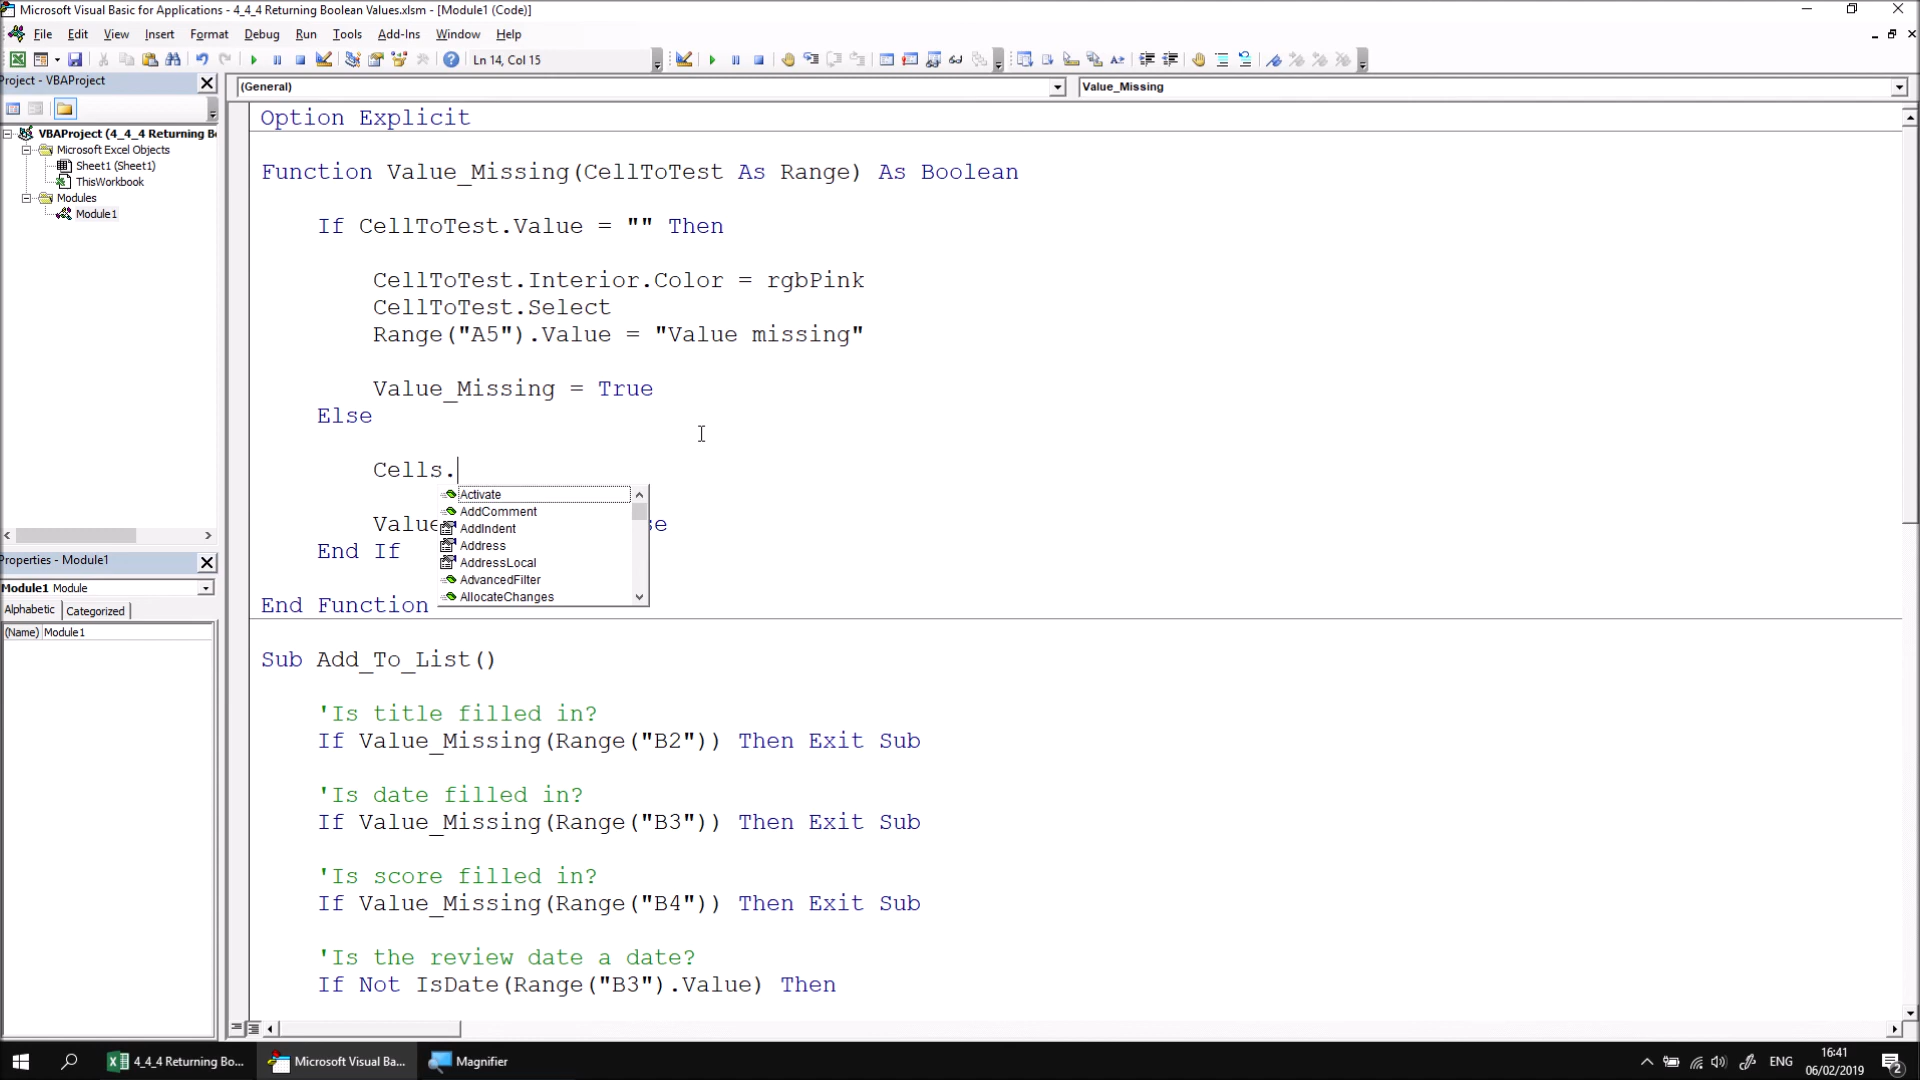 Microsoft Visual Basic for Applications - 4_4_4 Returning Boolean Values.xlsm - [Module1 (Code)]
File Edit View Insert Format Debug Run Tools Add-Ins Window Help
Ln 14, Col 15
Project - VBAProject
(General)
Value_Missing
VBAProject (4_4_4 Returning Bo
Microsoft Excel Objects
Sheet1 (Sheet1)
ThisWorkbook
Modules
Module1
Properties - Module1
Module1 Module
Alphabetic Categorized
(Name) Module1
Option Explicit
Function Value_Missing(CellToTest As Range) As Boolean
If CellToTest.Value = "" Then
CellToTest.Interior.Color = rgbPink
CellToTest.Select
Range("A5").Value = "Value missing"
Value_Missing = True
Else
Cells.
Activate
AddComment
AddIndent
Address
AddressLocal
AdvancedFilter
AllocateChanges
Value se
End If
End Function
Sub Add_To_List()
'Is title filled in?
If Value_Missing(Range("B2")) Then Exit Sub
'Is date filled in?
If Value_Missing(Range("B3")) Then Exit Sub
'Is score filled in?
If Value_Missing(Range("B4")) Then Exit Sub
'Is the review date a date?
If Not IsDate(Range("B3").Value) Then
4_4_4 Returning Bo...
Microsoft Visual Ba...
Magnifier
ENG
16:41
06/02/2019
2